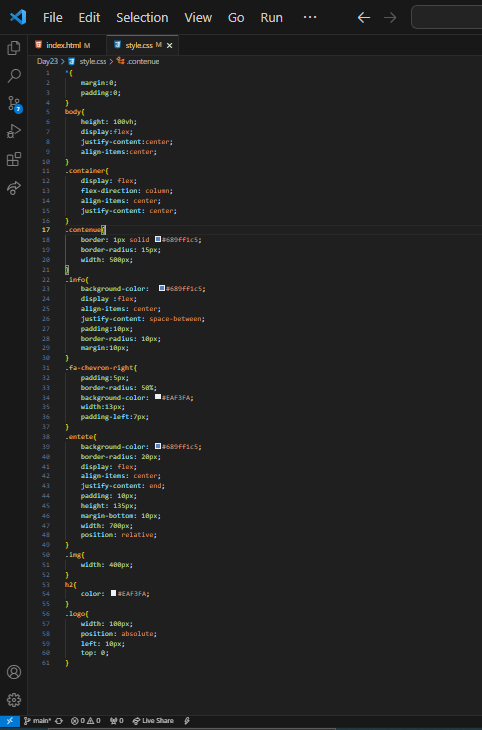 File Edit Selection View Go Run ···
index.html M style.css M
Day23 > style.css > .contenue
1 *{
2 margin:0;
3 padding:0;
4 }
5 body{
6 height: 100vh;
7 display:flex;
8 justify-content:center;
9 align-items:center;
10 }
11 .container{
12 display: flex;
13 flex-direction: column;
14 align-items: center;
15 justify-content: center;
16 }
17 .contenue{
18 border: 1px solid #689ff1c5;
19 border-radius: 15px;
20 width: 500px;
21 }
22 .info{
23 background-color: #689ff1c5;
24 display :flex;
25 align-items: center;
26 justify-content: space-between;
27 padding:10px;
28 border-radius: 10px;
29 margin:10px;
30 }
31 .fa-chevron-right{
32 padding:5px;
33 border-radius: 50%;
34 background-color: #EAF3FA;
35 width:13px;
36 padding-left:7px;
37 }
38 .entete{
39 background-color: #689ff1c5;
40 border-radius: 20px;
41 display: flex;
42 align-items: center;
43 justify-content: end;
44 padding: 10px;
45 height: 135px;
46 margin-bottom: 10px;
47 width: 700px;
48 position: relative;
49 }
50 .img{
51 width: 400px;
52 }
53 h2{
54 color: #EAF3FA;
55 }
56 .logo{
57 width: 100px;
58 position: absolute;
59 left: 10px;
60 top: 0;
61 }
7
main* 0 0 0 Live Share